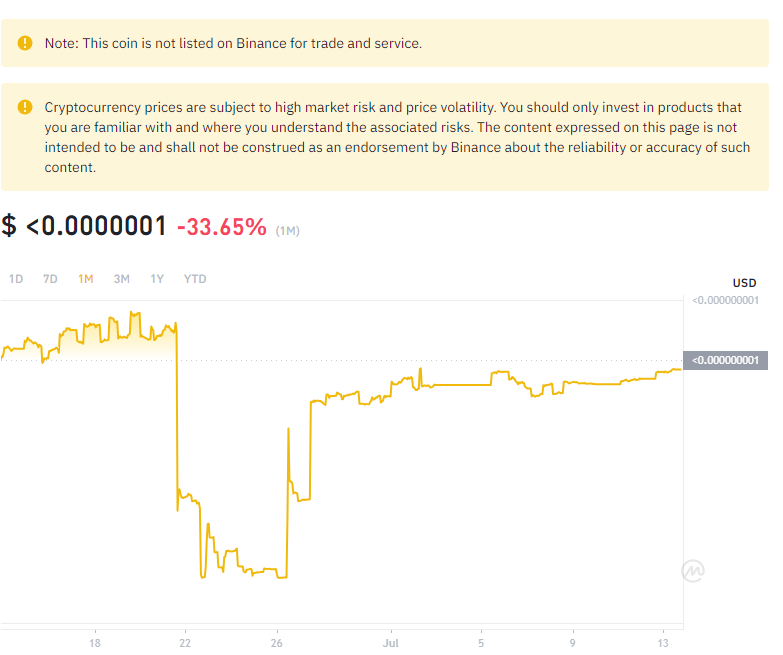 Note: This coin is not listed on Binance for trade and service.
Cryptocurrency prices are subject to high market risk and price volatility. You should only invest in products that
you are familiar with and where you understand the associated risks. The content expressed on this page is not
intended to be and shall not be construed as an endorsement by Binance about the reliability or accuracy of such
content.
$ <0.0000001 -33.65% (1M)
1D 7D 1M 3M 1Y YTD
USD
<0.000000001
<0.000000001
18 22 26 Jul 5 9 13